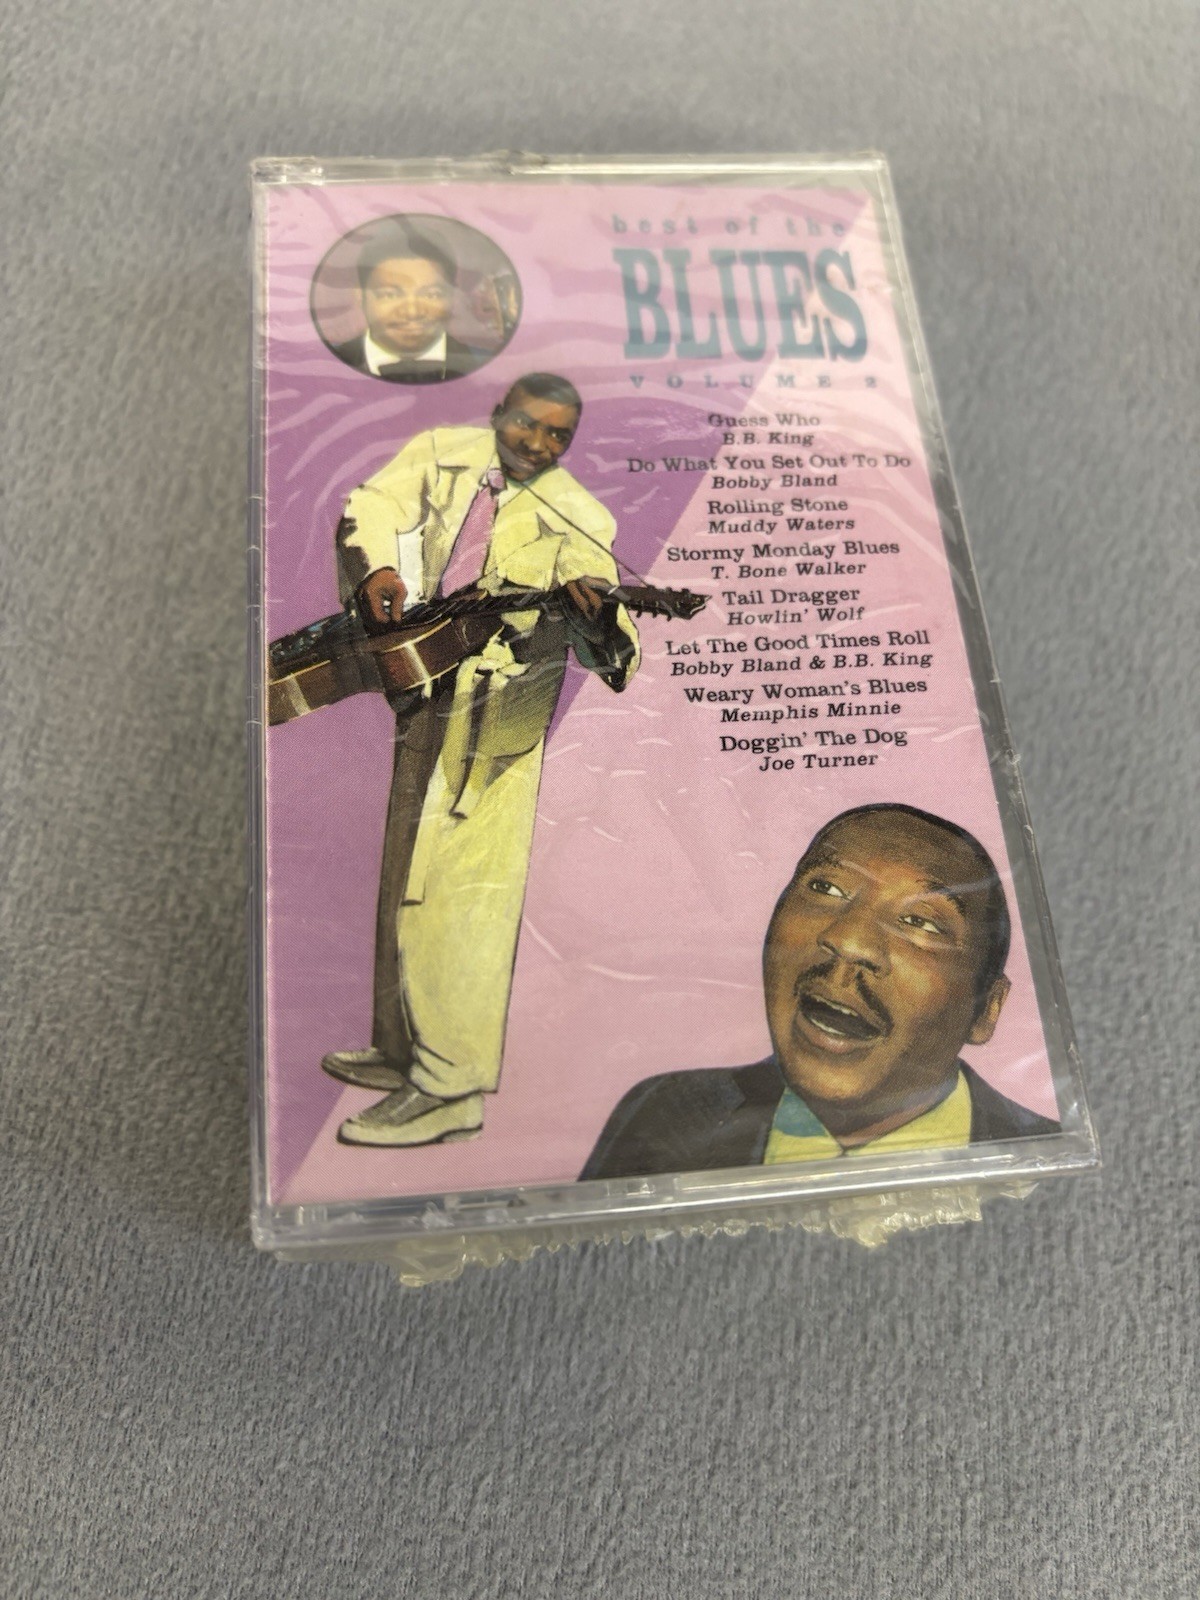 best of the
BLUES
VOLUME 2
Guess Who
B.B. King
Do What You Set Out To Do
Bobby Bland
Rolling Stone
Muddy Waters
Stormy Monday Blues
T. Bone Walker
Tail Dragger
Howlin' Wolf
Let The Good Times Roll
Bobby Bland & B.B. King
Weary Woman's Blues
Memphis Minnie
Doggin' The Dog
Joe Turner